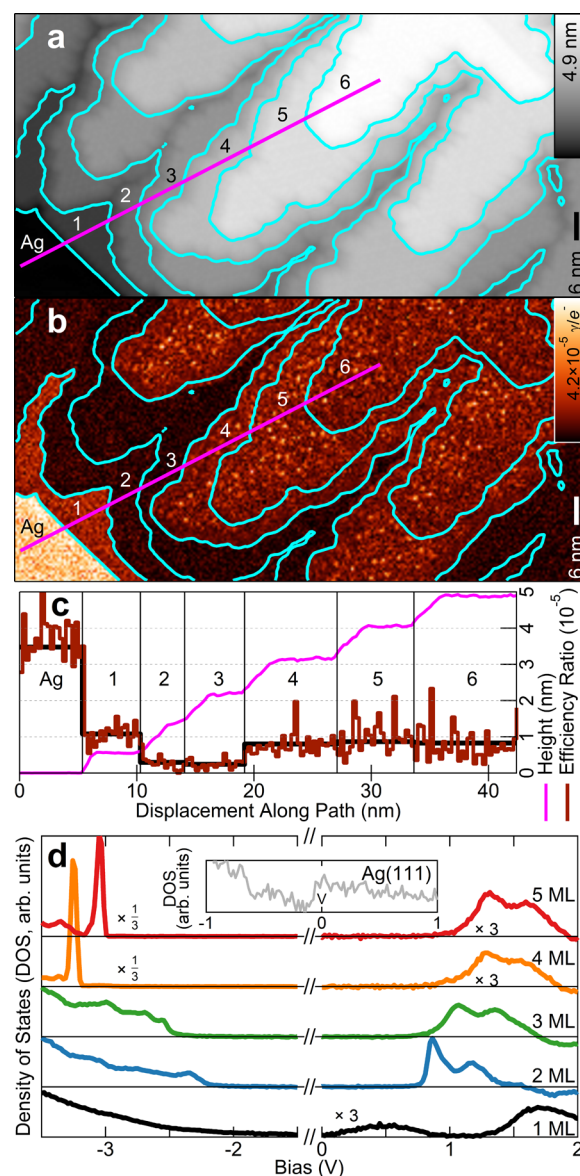 a
4.9 nm
6
5
4
3
2
1
Ag
6 nm
b
4.2×10⁻⁵ γ/e⁻
6
5
4
3
2
1
Ag
6 nm
c
Ag
1
2
3
4
5
6
5
4
3
2
1
0
0
10
20
30
40
Displacement Along Path (nm)
Height (nm)
Efficiency Ratio (10⁻⁵)
d
Density of States (DOS, arb. units)
DOS
(arb. units)
Ag(111)
-1
0
V
1
× 1/3
× 3
5 ML
× 1/3
× 3
4 ML
3 ML
2 ML
× 3
1 ML
//
//
//
//
//
//
-3
-2
0
1
2
Bias (V)